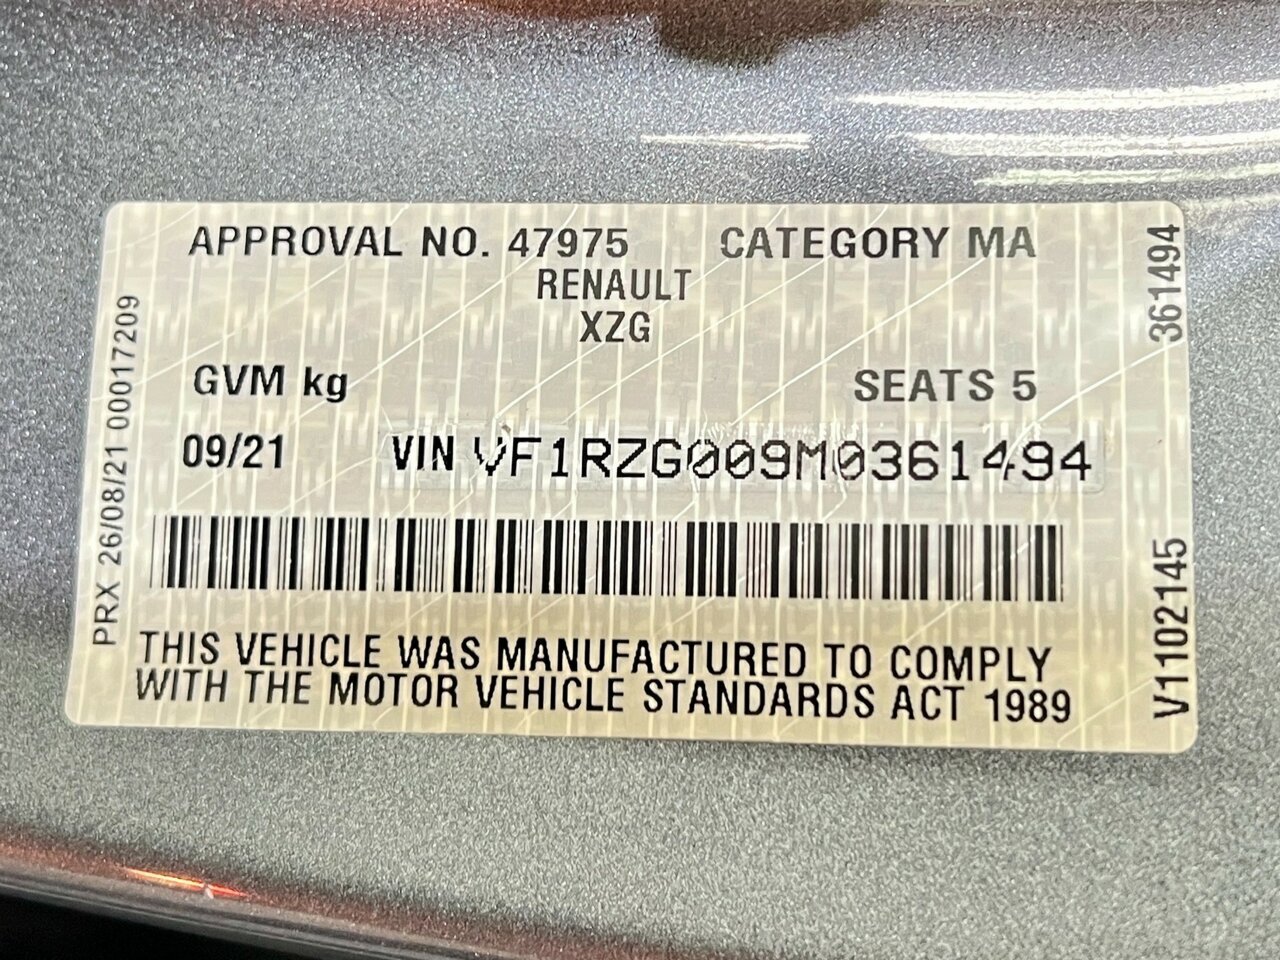 APPROVAL NO. 47975 CATEGORY MA
RENAULT
XZG
GVM kg SEATS 5
09/21 VIN VF1RZG009M0361494
THIS VEHICLE WAS MANUFACTURED TO COMPLY
WITH THE MOTOR VEHICLE STANDARDS ACT 1989
PRX 26/08/21 00017209
361494
V1102145